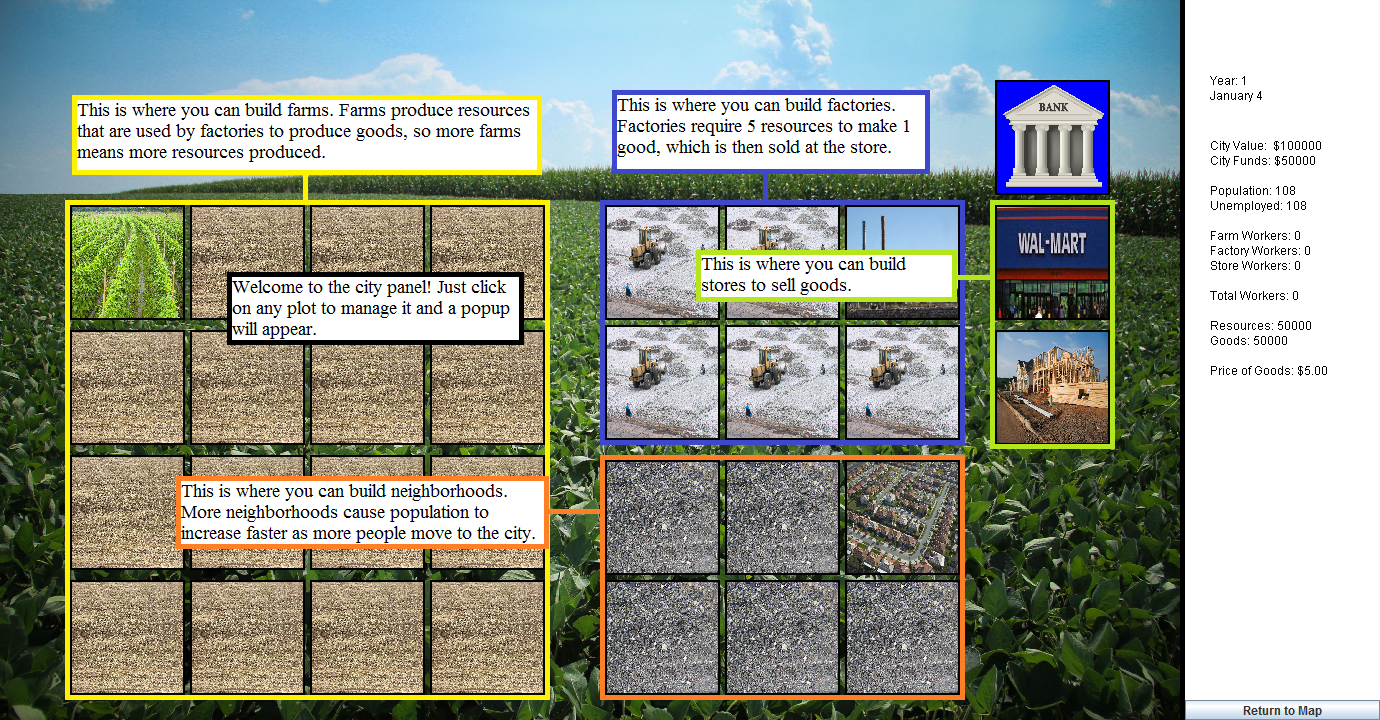 This is where you can build farms. Farms produce resources
that are used by factories to produce goods, so more farms
means more resources produced.
This is where you can build factories.
Factories require 5 resources to make 1
good, which is then sold at the store.
BANK
WAL-MART
This is where you can build
stores to sell goods.
Welcome to the city panel! Just click
on any plot to manage it and a popup
will appear.
This is where you can build neighborhoods.
More neighborhoods cause population to
increase faster as more people move to the city.
Year: 1
January 4
City Value: $100000
City Funds: $50000
Population: 108
Unemployed: 108
Farm Workers: 0
Factory Workers: 0
Store Workers: 0
Total Workers: 0
Resources: 50000
Goods: 50000
Price of Goods: $5.00
Return to Map